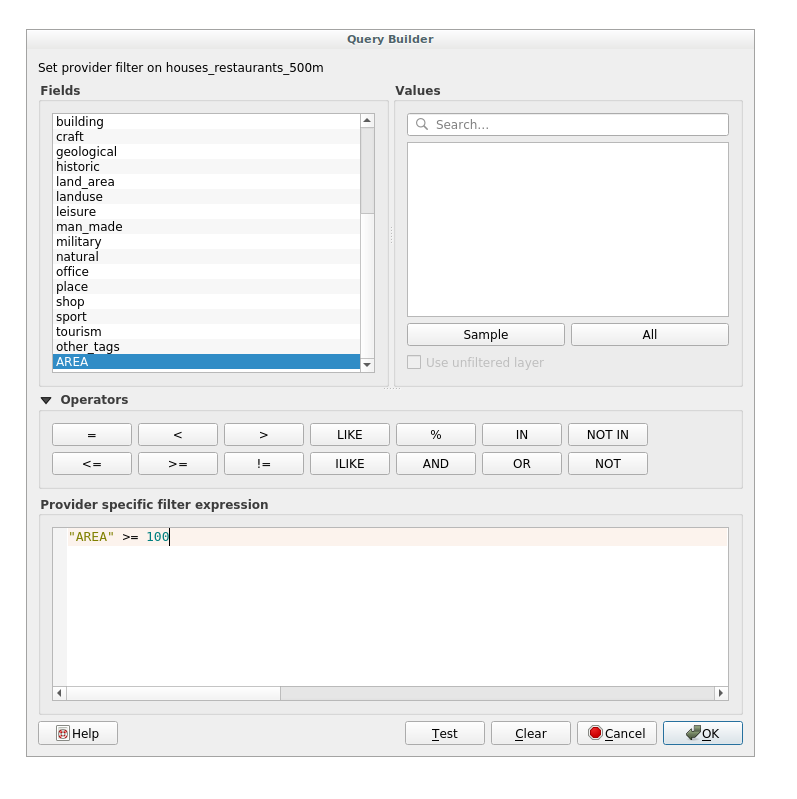 Query Builder
Set provider filter on houses_restaurants_500m
Fields
Values
building
craft
geological
historic
land_area
landuse
leisure
man_made
military
natural
office
place
shop
sport
tourism
other_tags
AREA
Search...
Sample
All
Use unfiltered layer
Operators
= < > LIKE % IN NOT IN
<= >= != ILIKE AND OR NOT
Provider specific filter expression
"AREA" >= 100
Help Test Clear Cancel OK